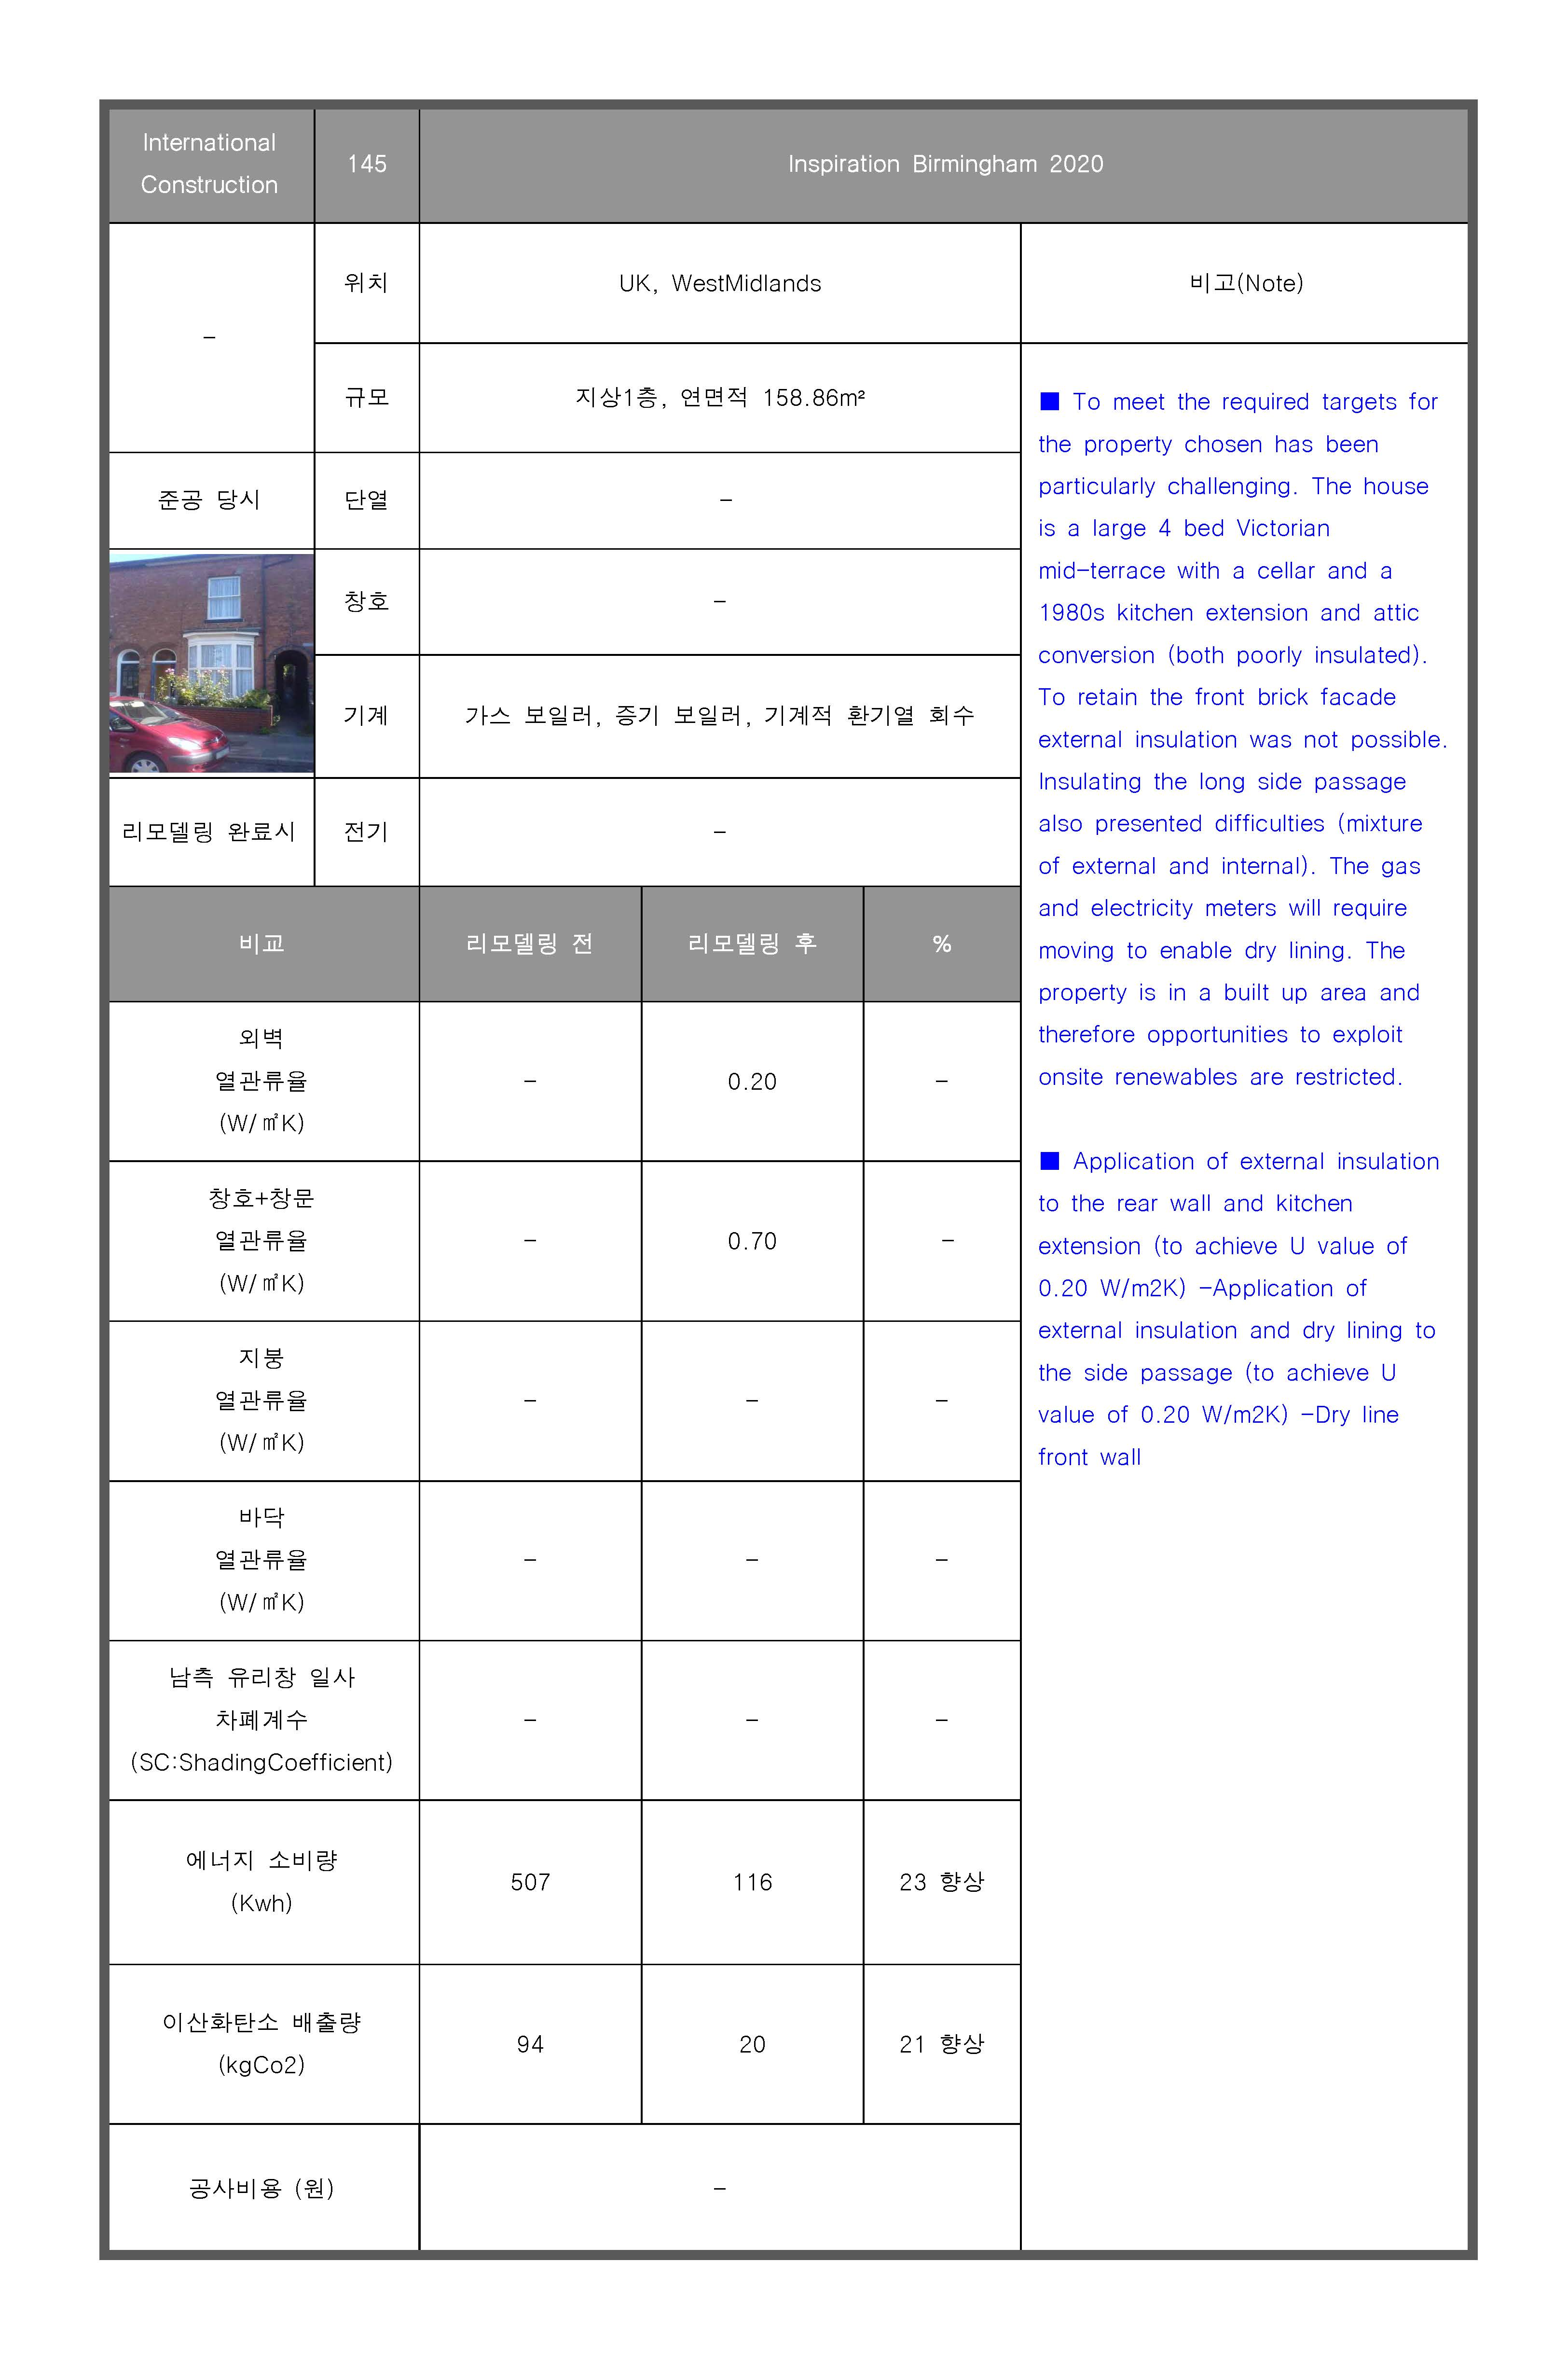 International
Construction
145
Inspiration Birmingham 2020
-
위치
UK, WestMidlands
비고(Note)
규모
지상1층, 연면적 158.86m²
준공 당시
단열
-
창호
-
기계
가스 보일러, 증기 보일러, 기계적 환기열 회수
리모델링 완료시
전기
-
■ To meet the required targets for
the property chosen has been
particularly challenging. The house
is a large 4 bed Victorian
mid-terrace with a cellar and a
1980s kitchen extension and attic
conversion (both poorly insulated).
To retain the front brick facade
external insulation was not possible.
Insulating the long side passage
also presented difficulties (mixture
of external and internal). The gas
and electricity meters will require
moving to enable dry lining. The
property is in a built up area and
therefore opportunities to exploit
onsite renewables are restricted.
■ Application of external insulation
to the rear wall and kitchen
extension (to achieve U value of
0.20 W/m2K) -Application of
external insulation and dry lining to
the side passage (to achieve U
value of 0.20 W/m2K) -Dry line
front wall
비교
리모델링 전
리모델링 후
%
외벽
열관류율
(W/㎡K)
-
0.20
-
창호+창문
열관류율
(W/㎡K)
-
0.70
-
지붕
열관류율
(W/㎡K)
-
-
-
바닥
열관류율
(W/㎡K)
-
-
-
남측 유리창 일사
차폐계수
(SC:ShadingCoefficient)
-
-
-
에너지 소비량
(Kwh)
507
116
23 향상
이산화탄소 배출량
(kgCo2)
94
20
21 향상
공사비용 (원)
-